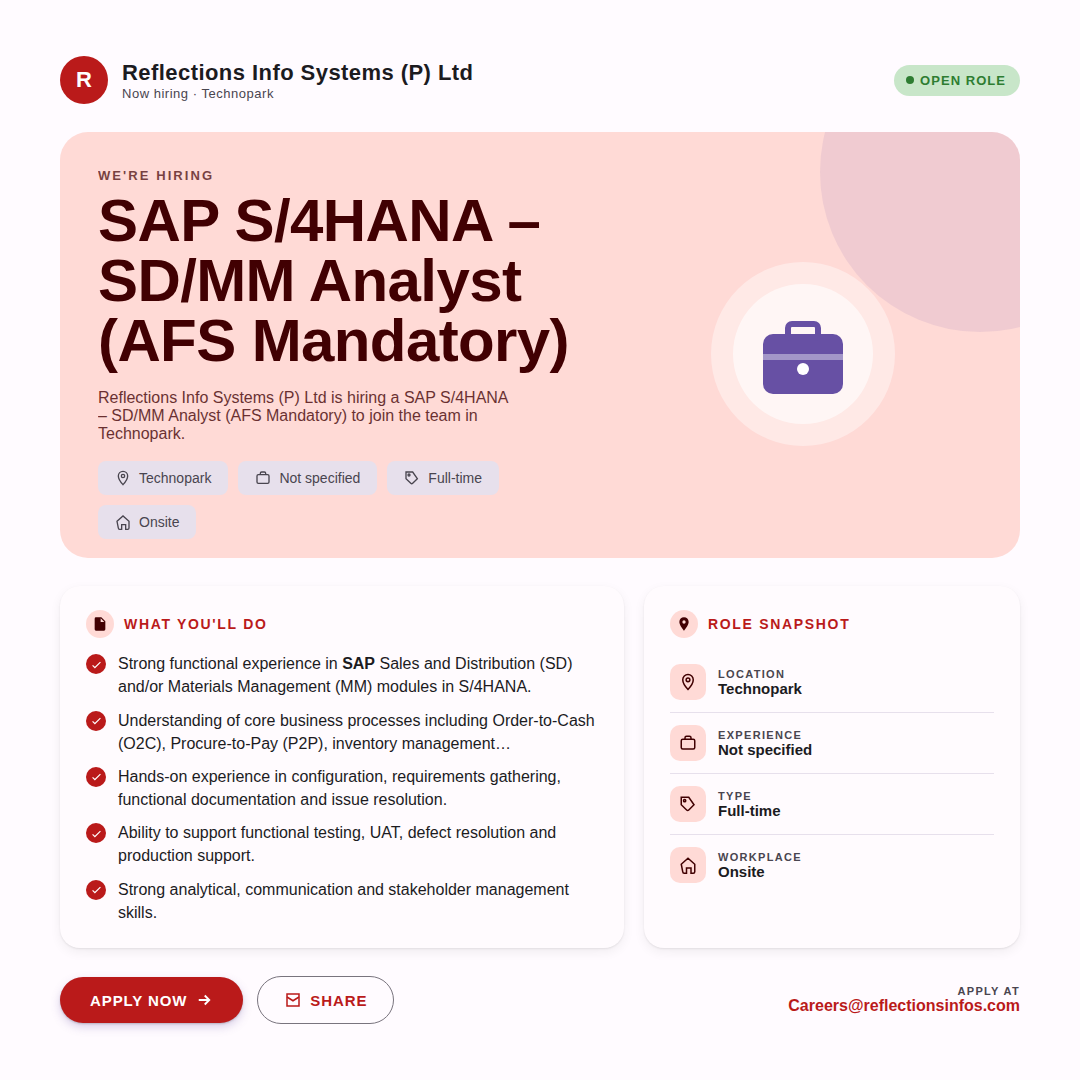 R
Reflections Info Systems (P) Ltd
Now hiring · Technopark
OPEN ROLE
WE'RE HIRING
SAP S/4HANA –
SD/MM Analyst
(AFS Mandatory)
Reflections Info Systems (P) Ltd is hiring a SAP S/4HANA
– SD/MM Analyst (AFS Mandatory) to join the team in
Technopark.
Technopark
Not specified
Full-time
Onsite
WHAT YOU'LL DO
Strong functional experience in SAP Sales and Distribution (SD)
and/or Materials Management (MM) modules in S/4HANA.
Understanding of core business processes including Order-to-Cash
(O2C), Procure-to-Pay (P2P), inventory management…
Hands-on experience in configuration, requirements gathering,
functional documentation and issue resolution.
Ability to support functional testing, UAT, defect resolution and
production support.
Strong analytical, communication and stakeholder management
skills.
ROLE SNAPSHOT
LOCATION
Technopark
EXPERIENCE
Not specified
TYPE
Full-time
WORKPLACE
Onsite
APPLY NOW
SHARE
APPLY AT
Careers@reflectionsinfos.com